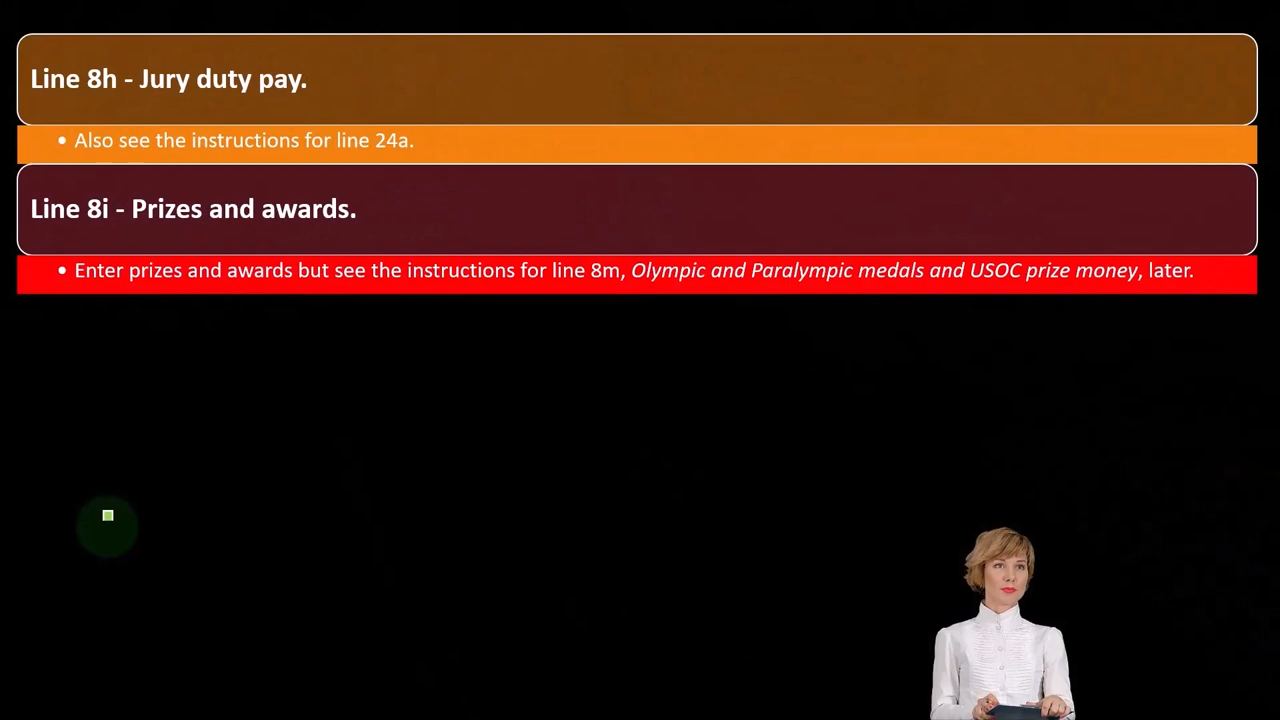 Line 8h - Jury duty pay.
• Also see the instructions for line 24a.
Line 8i - Prizes and awards.
• Enter prizes and awards but see the instructions for line 8m, Olympic and Paralympic medals and USOC prize money, later.